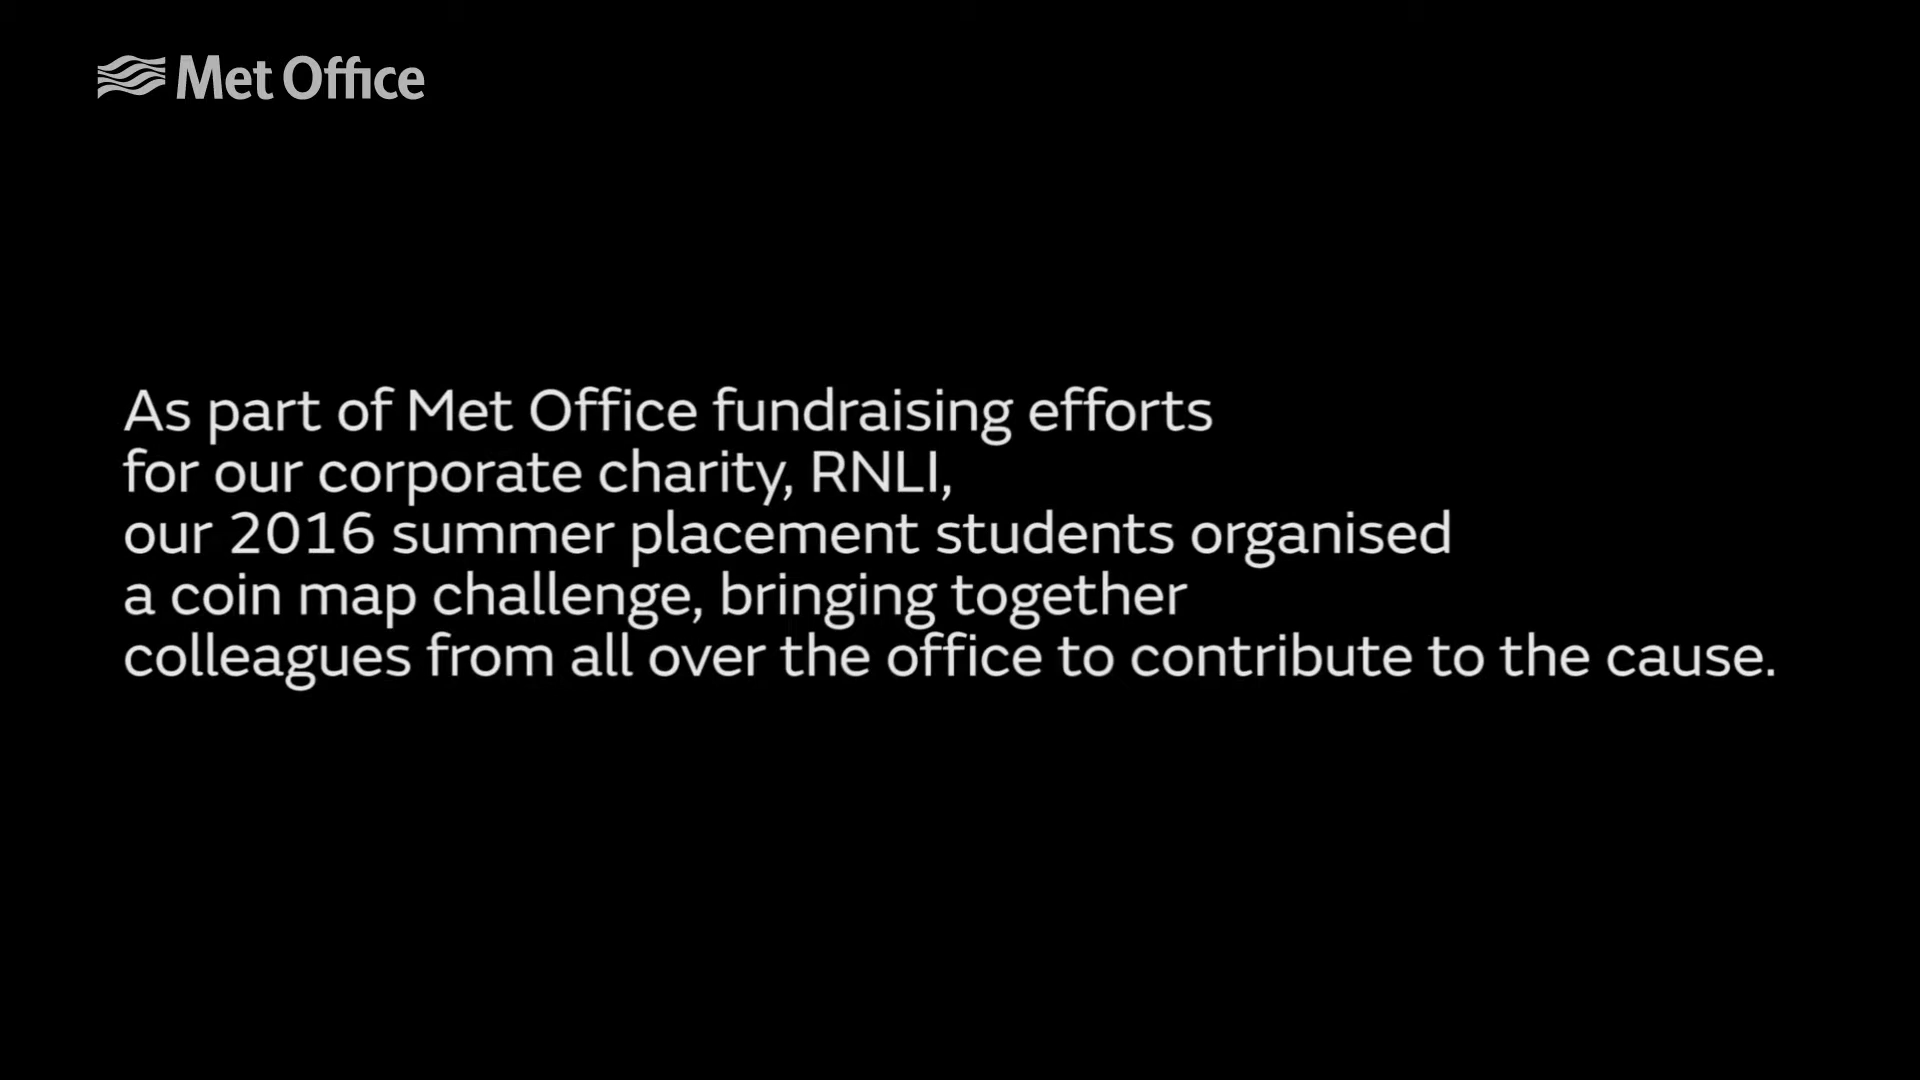 Met Office
As part of Met Office fundraising efforts
for our corporate charity, RNLI,
our 2016 summer placement students organised
a coin map challenge, bringing together
colleagues from all over the office to contribute to the cause.